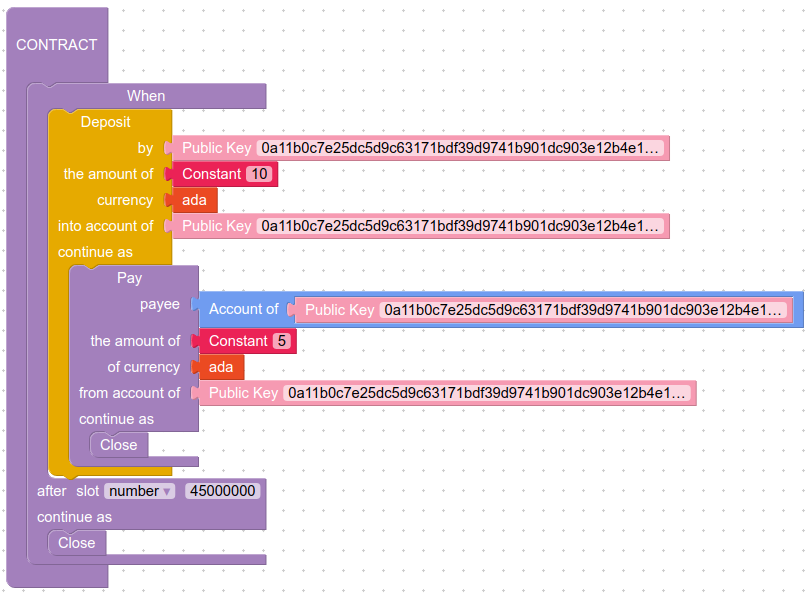 CONTRACT
When
Deposit
by Public Key 0a11b0c7e25dc5d9c63171bdf39d9741b901dc903e12b4e1...
the amount of Constant 10
currency ada
into account of Public Key 0a11b0c7e25dc5d9c63171bdf39d9741b901dc903e12b4e1...
continue as
Pay
payee Account of Public Key 0a11b0c7e25dc5d9c63171bdf39d9741b901dc903e12b4e1...
the amount of Constant 5
of currency ada
from account of Public Key 0a11b0c7e25dc5d9c63171bdf39d9741b901dc903e12b4e1...
continue as
Close
after slot number 45000000
continue as
Close